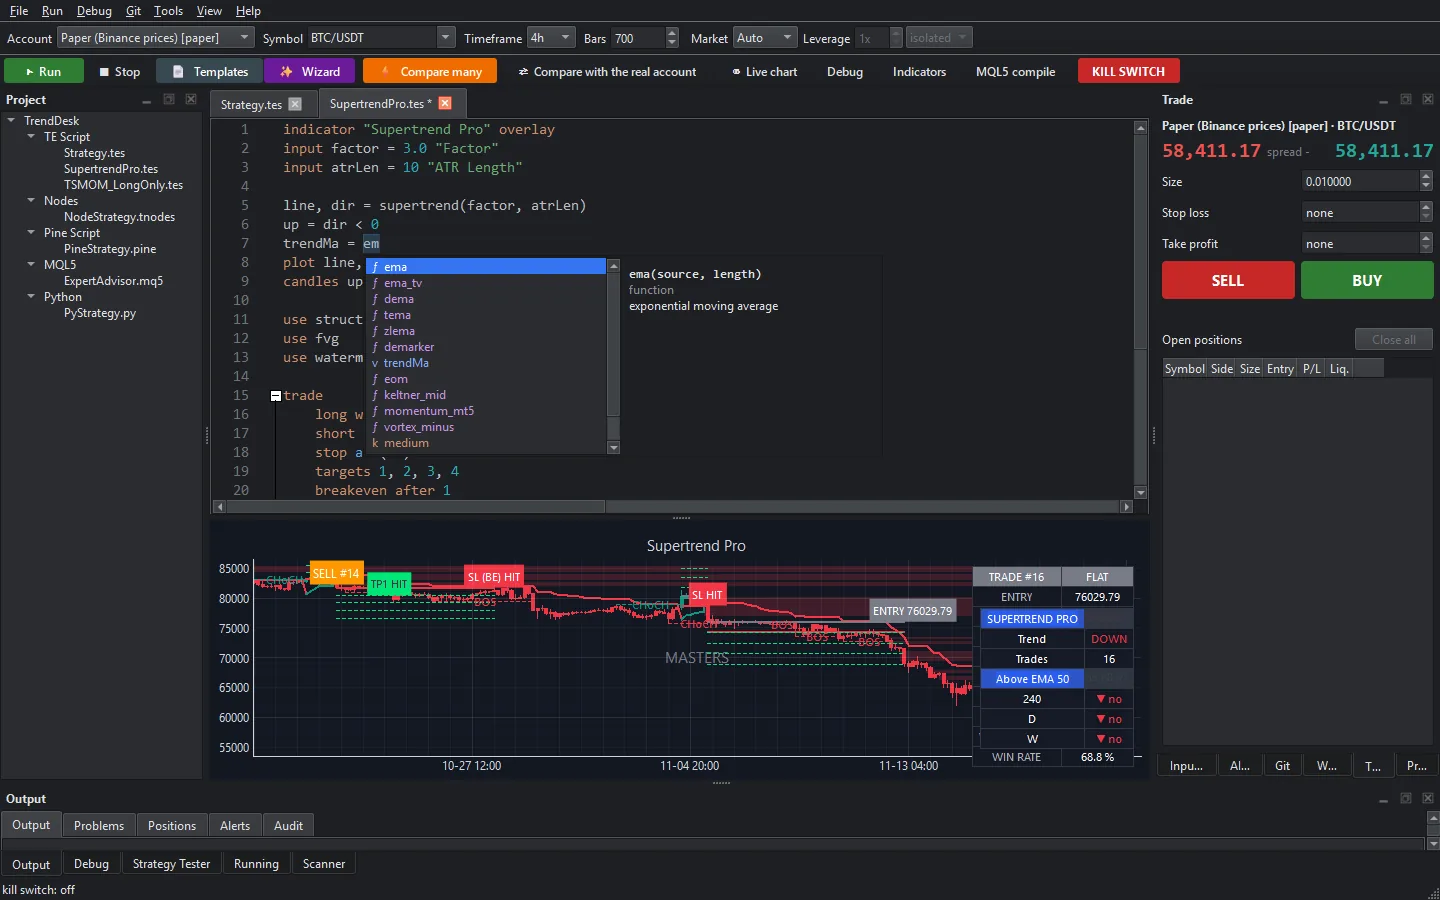 File Run Debug Git Tools View Help
Account Paper (Binance prices) [paper] Symbol BTC/USDT Timeframe 4h Bars 700 Market Auto Leverage 1x isolated
Run Stop Templates Wizard Compare many Compare with the real account Live chart Debug Indicators MQL5 compile KILL SWITCH
Project
TrendDesk
TE Script
Strategy.tes
SupertrendPro.tes
TSMOM_LongOnly.tes
Nodes
NodeStrategy.tnodes
Pine Script
PineStrategy.pine
MQL5
ExpertAdvisor.mq5
Python
PyStrategy.py
Strategy.tes SupertrendPro.tes *
1 indicator "Supertrend Pro" overlay
2 input factor = 3.0 "Factor"
3 input atrLen = 10 "ATR Length"
4
5 line, dir = supertrend(factor, atrLen)
6 up = dir < 0
7 trendMa = em
8 plot line,
9 candles up
10
11 use struct
12 use fvg
13 use waterm
14
15 trade
16 long w
17 short
18 stop a
19 targets 1, 2, 3, 4
20 breakeven after 1
f ema
f ema_tv
f dema
f tema
f zlema
f demarker
v trendMa
f eom
f keltner_mid
f momentum_mt5
f vortex_minus
k medium
ema(source, length)
function
exponential moving average
Supertrend Pro
85000
80000
75000
70000
65000
60000
55000
CHoCH SELL #14 TP1 HIT SL (BE) HIT BOS
CHoCH SL HIT CHoCH BOS BOS BOS
ENTRY 76029.79
MASTERS
10-27 12:00 11-04 20:00 11-13 04:00
TRADE #16 FLAT
ENTRY 76029.79
SUPERTREND PRO
Trend DOWN
Trades 16
Above EMA 50
240 ▼ no
D ▼ no
W ▼ no
WIN RATE 68.8 %
Trade
Paper (Binance prices) [paper] · BTC/USDT
58,411.17 spread - 58,411.17
Size 0.010000
Stop loss none
Take profit none
SELL BUY
Open positions Close all
Symbol Side Size Entry P/L Liq.
Inpu... Al... Git W... T... Pr...
Output
Output Problems Positions Alerts Audit
Output Debug Strategy Tester Running Scanner
kill switch: off